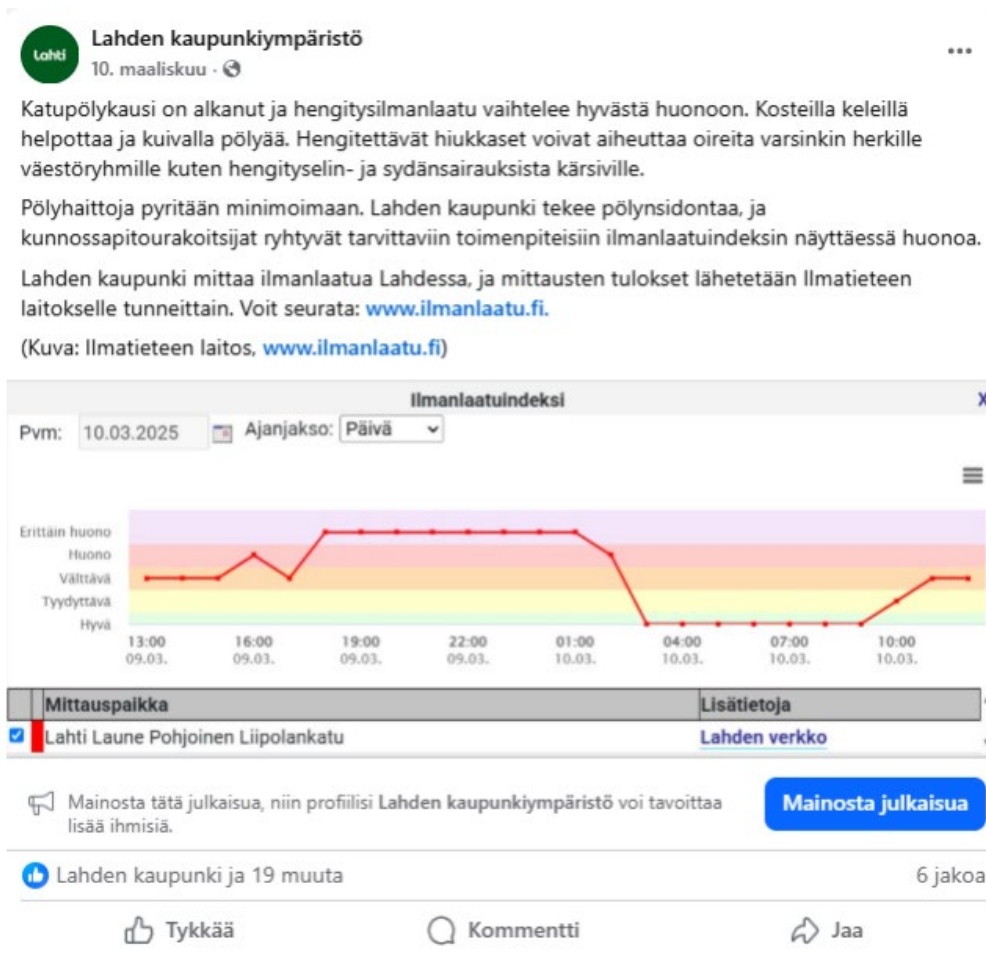 Lahti
Lahden kaupunkiympäristö
10. maaliskuu ·
Katupölykausi on alkanut ja hengitysilmanlaatu vaihtelee hyvästä huonoon. Kosteilla keleillä
helpottaa ja kuivalla pölyää. Hengitettävät hiukkaset voivat aiheuttaa oireita varsinkin herkille
väestöryhmille kuten hengityselin- ja sydänsairauksista kärsiville.
Pölyhaittoja pyritään minimoimaan. Lahden kaupunki tekee pölynsidontaa, ja
kunnossapitourakoitsijat ryhtyvät tarvittaviin toimenpiteisiin ilmanlaatuindeksin näyttäessä huonoa.
Lahden kaupunki mittaa ilmanlaatua Lahdessa, ja mittausten tulokset lähetetään Ilmatieteen
laitokselle tunneittain. Voit seurata: www.ilmanlaatu.fi.
(Kuva: Ilmatieteen laitos, www.ilmanlaatu.fi)
Ilmanlaatuindeksi X
Pvm: 10.03.2025 Ajanjakso: Päivä
Erittäin huono
Huono
Välttävä
Tyydyttävä
Hyvä
13:00 16:00 19:00 22:00 01:00 04:00 07:00 10:00
09.03. 09.03. 09.03. 09.03. 10.03. 10.03. 10.03. 10.03.
Mittauspaikka Lisätietoja
Lahti Laune Pohjoinen Liipolankatu Lahden verkko
Mainosta tätä julkaisua, niin profiilisi Lahden kaupunkiympäristö voi tavoittaa
lisää ihmisiä.
Mainosta julkaisua
Lahden kaupunki ja 19 muuta 6 jakoa
Tykkää Kommentti Jaa